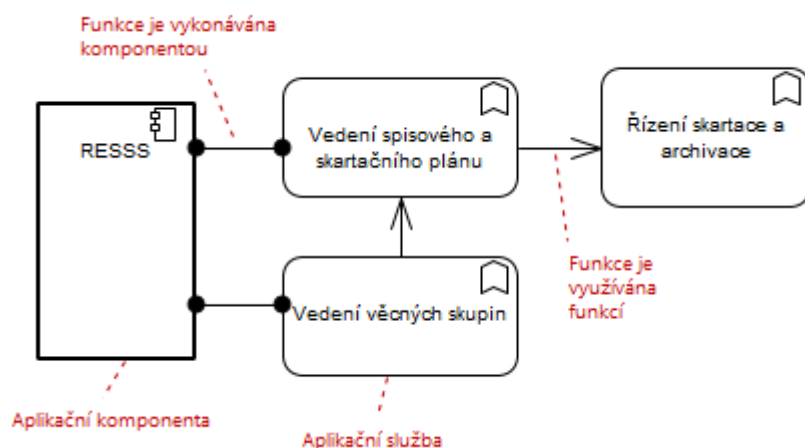 Funkce je vykonávána
komponentou
RESSS
Vedení spisového a
skartačního plánu
Řízení skartace a
archivace
Vedení věcných skupin
Funkce je
využívána
funkcí
Aplikační komponenta
Aplikační služba